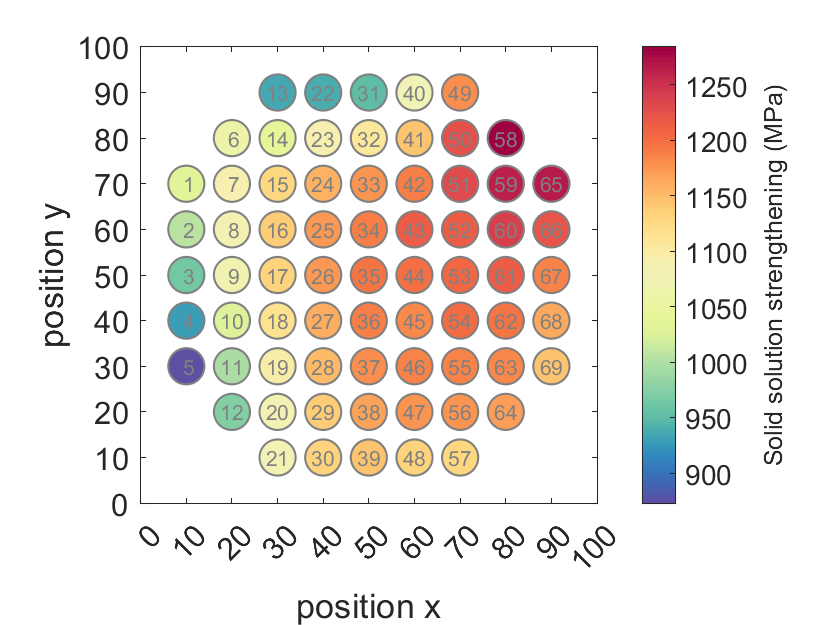 100
90
80
70
60
50
40
30
20
10
0
position y
13 22 31 40 49
6 14 23 32 41 50 58
1 7 15 24 33 42 51 59 65
2 8 16 25 34 43 52 60 66
3 9 17 26 35 44 53 61 67
4 10 18 27 36 45 54 62 68
5 11 19 28 37 46 55 63 69
12 20 29 38 47 56 64
21 30 39 48 57
0 10 20 30 40 50 60 70 80 90 100
position x
1250
1200
1150
1100
1050
1000
950
900
Solid solution strengthening (MPa)